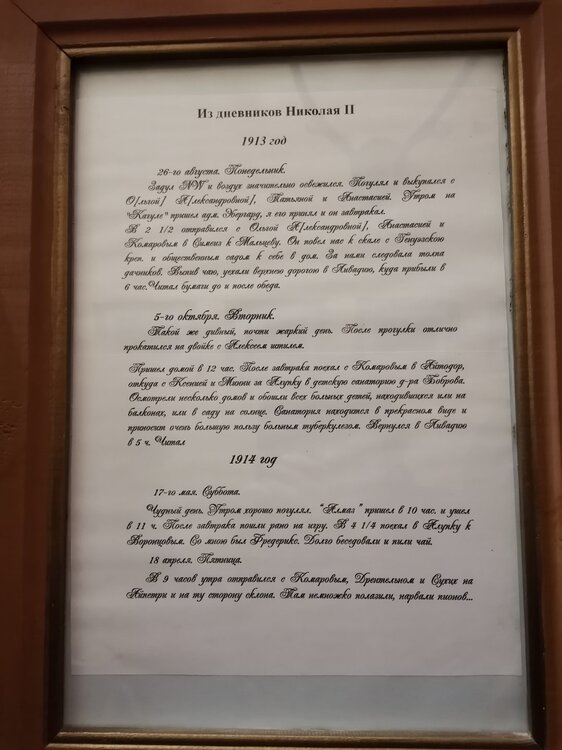 Из дневников Николая II
1913 год
26-го августа. Понедельник.
Задул NW и воздух значительно освежился. Погулял и выкупался с
О[льгой] А[лександровной], Татьяной и Анастасией. Утром на
"Кагуле" пришел адм. Эбергард, я его принял и он завтракал.
В 2 1/2 отправился с Ольгой А[лександровной], Анастасией и
Комаровым в Симеиз к Мальцеву. Он повел нас к скале с Генуэзскою
креп. и общественным садом к себе в дом. За нами следовала толпа
дачников. Выпив чаю, уехали верхнею дорогою в Ливадию, куда прибыли в
6 час. Читал бумаги до и после обеда.
5-го октября. Вторник.
Такой же дивный, почти жаркий день. После прогулки отлично
прокатился на двойке с Алексеем штилем.
Пришел домой в 12 час. После завтрака поехал с Комаровым в Айтодор,
откуда с Ксенией и Минни за Алупку в детскую санаторию д-ра Боброва.
Осмотрели несколько домов и обошли всех больных детей, находившихся или на
балконах, или в саду на солнце. Санатория находится в прекрасном виде и
приносит очень большую пользу больным туберкулезом. Вернулся в Ливадию
в 5 ч. Читал
1914 год
17-го мая. Суббота.
Чудный день. Утром хорошо погулял. "Алмаз" пришел в 10 час. и ушел
в 11 ч. После завтрака пошли рано на игру. В 4 1/4 поехал в Алупку к
Воронцовым. Со мною был Фредерикс. Долго беседовали и пили чай.
18 апреля. Пятница.
В 9 часов утра отправился с Комаровым, Дрентельном и Сухих на
Айпетри и на ту сторону склона. Там немножко полазили, нарвали пионов...